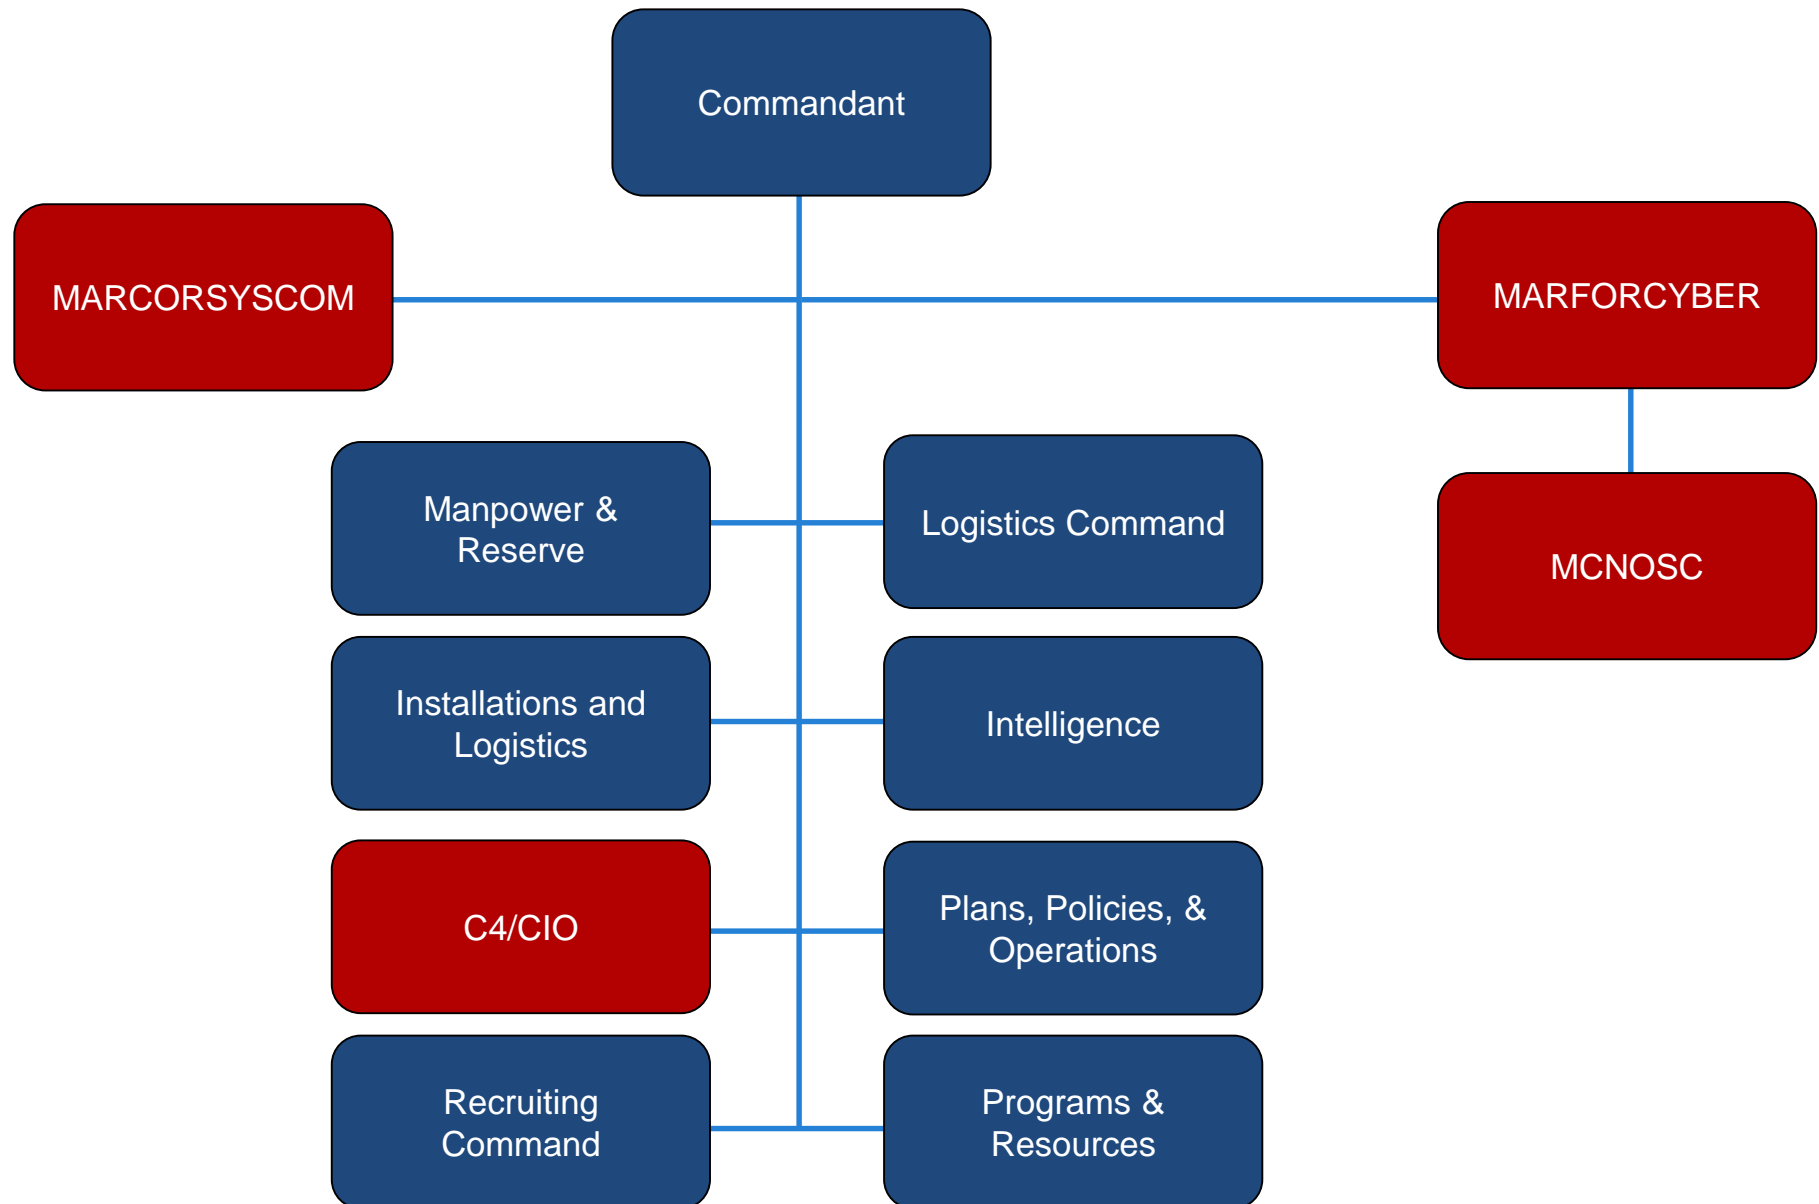 Commandant
MARCORSYSCOM
MARFORCYBER
Manpower &
Reserve
Logistics Command
MCNOSC
Installations and
Logistics
Intelligence
C4/CIO
Plans, Policies, &
Operations
Recruiting
Command
Programs &
Resources